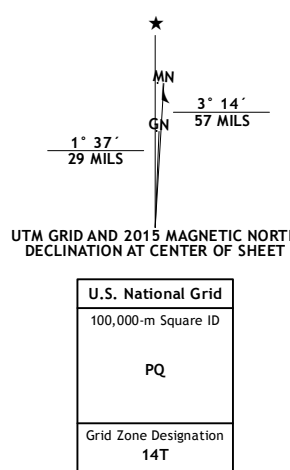 ★
MN
3° 14´
57 MILS
GN
1° 37´
29 MILS
UTM GRID AND 2015 MAGNETIC NORT
DECLINATION AT CENTER OF SHEET
U.S. National Grid
100,000-m Square ID
PQ
Grid Zone Designation
14T